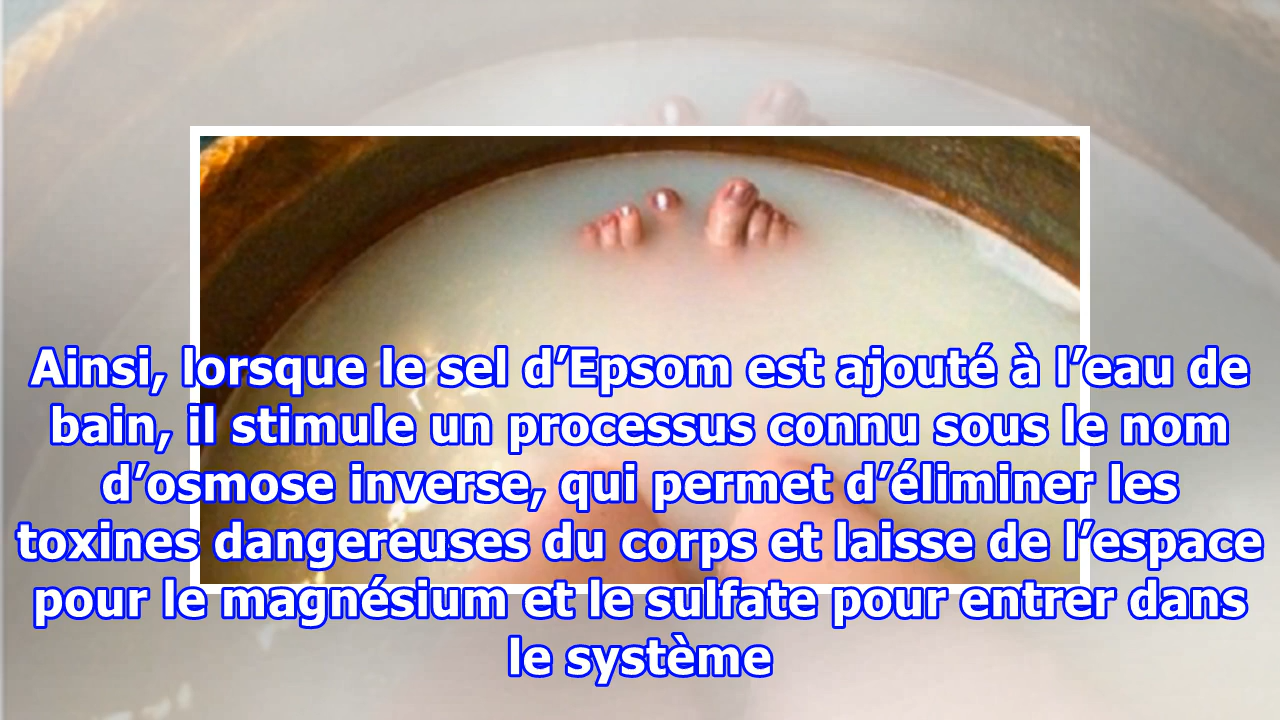 Ainsi, lorsque le sel d’Epsom est ajouté à l’eau de
bain, il stimule un processus connu sous le nom
d’osmose inverse, qui permet d’éliminer les
toxines dangereuses du corps et laisse de l’espace
pour le magnésium et le sulfate pour entrer dans
le système